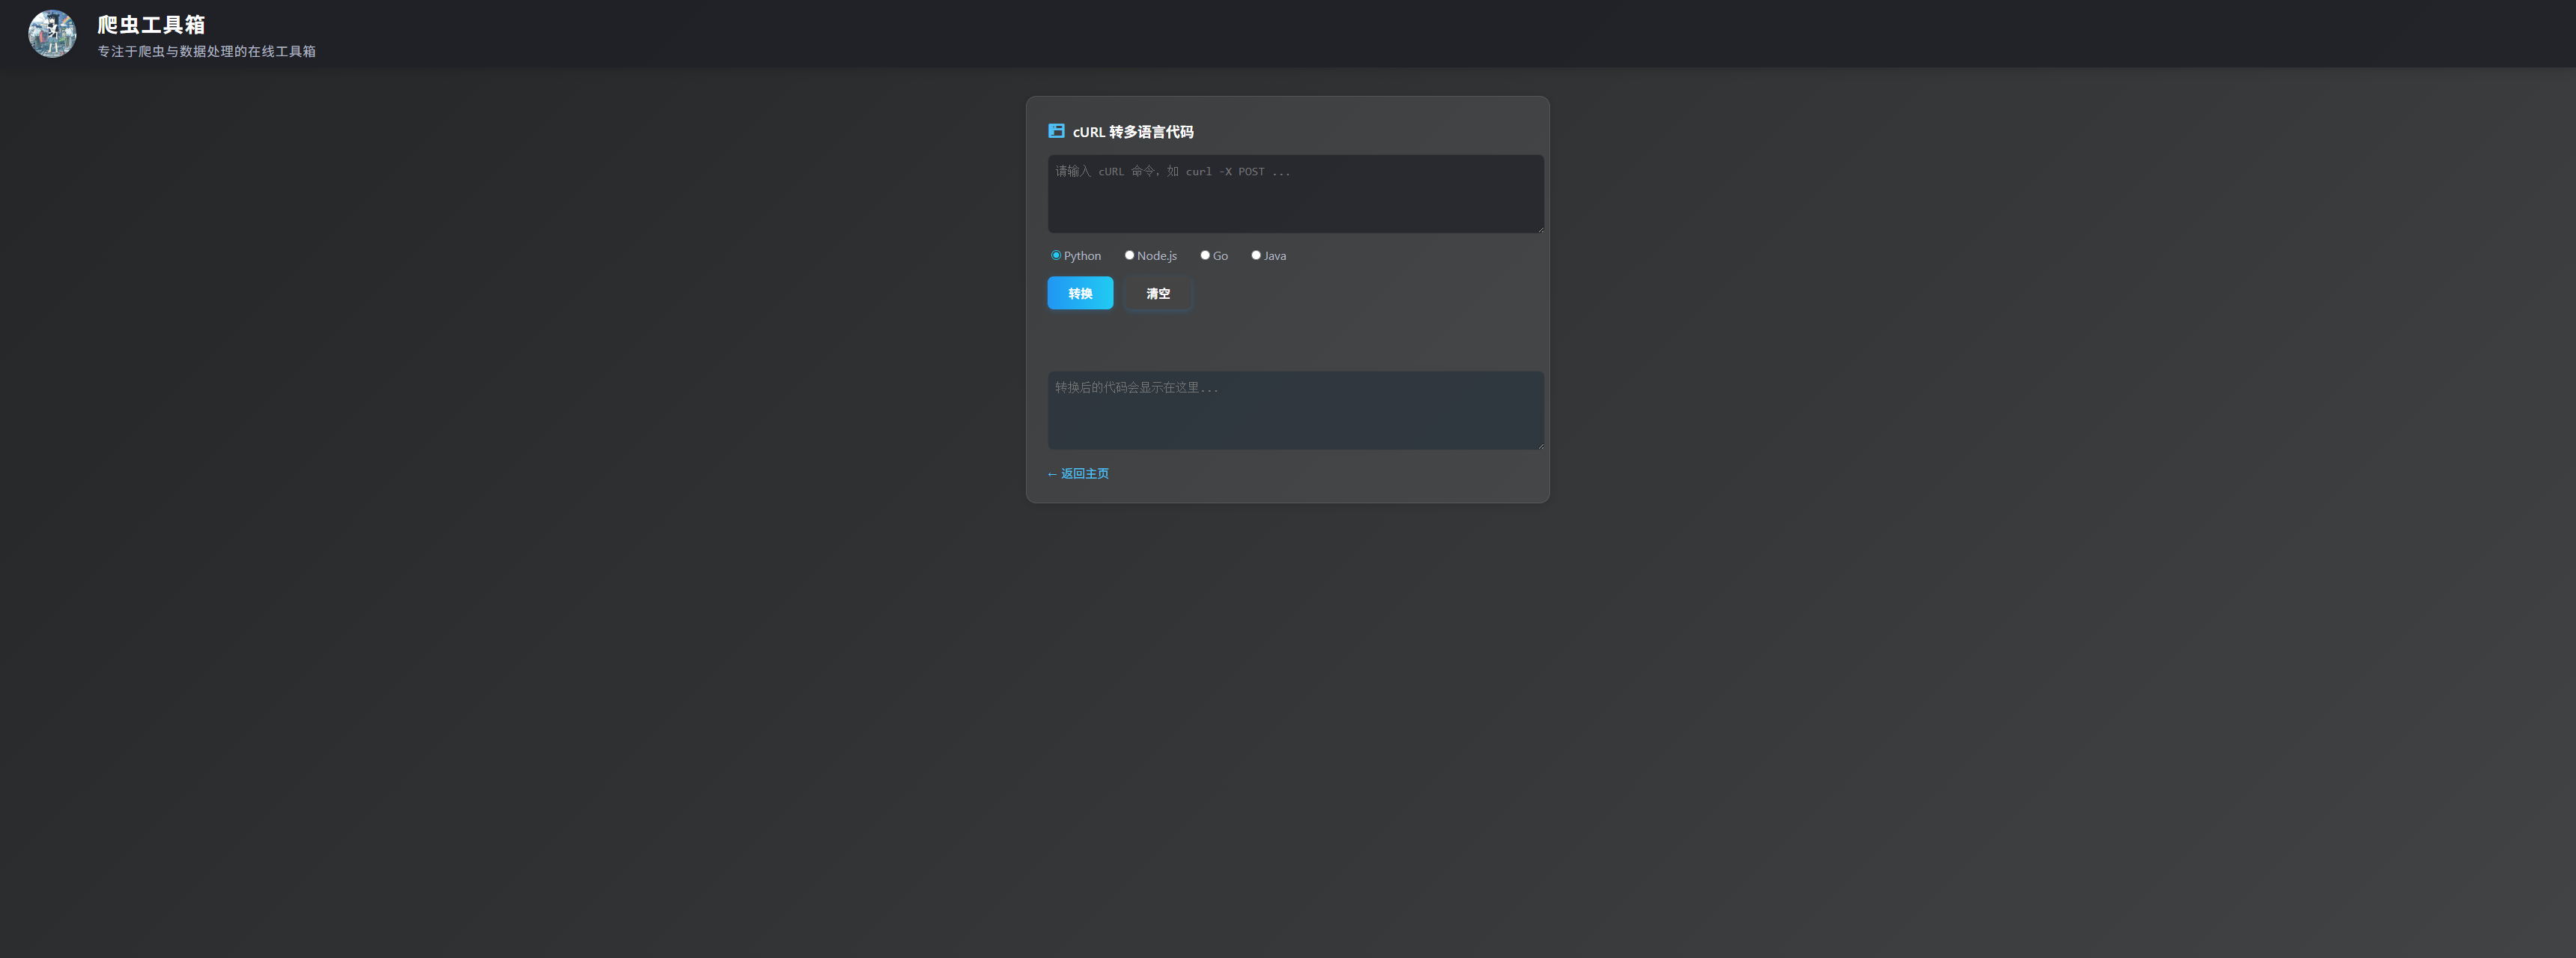 爬虫工具箱
专注于爬虫与数据处理的在线工具箱
cURL 转多语言代码
请输入 cURL 命令，如 curl -X POST ...
Python Node.js Go Java
转换 清空
转换后的代码会显示在这里...
← 返回主页